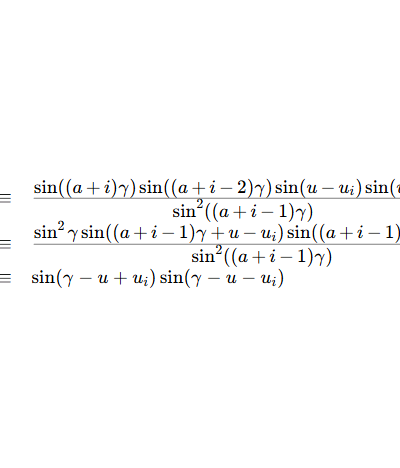 ≡ sin((a + i)γ) sin((a + i − 2)γ) sin(u − u_i) sin( / sin²((a + i − 1)γ)
≡ sin² γ sin((a + i − 1)γ + u − u_i) sin((a + i − 1) / sin²((a + i − 1)γ)
≡ sin(γ − u + u_i) sin(γ − u − u_i)